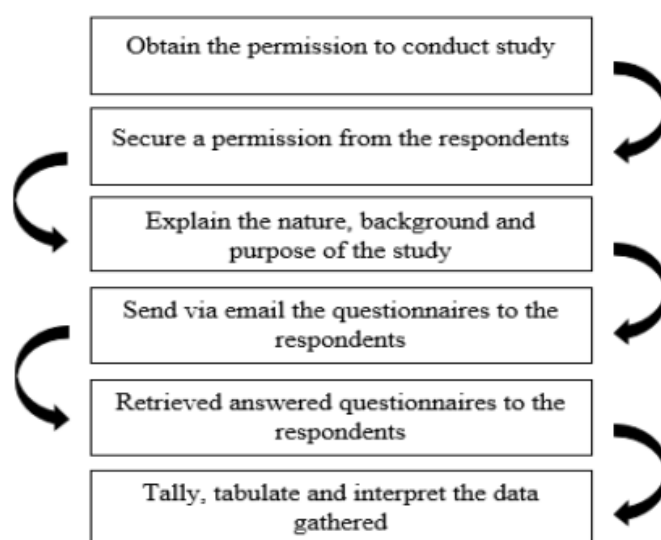 Obtain the permission to conduct study
Secure a permission from the respondents
Explain the nature, background and
purpose of the study
Send via email the questionnaires to the
respondents
Retrieved answered questionnaires to the
respondents
Tally, tabulate and interpret the data
gathered